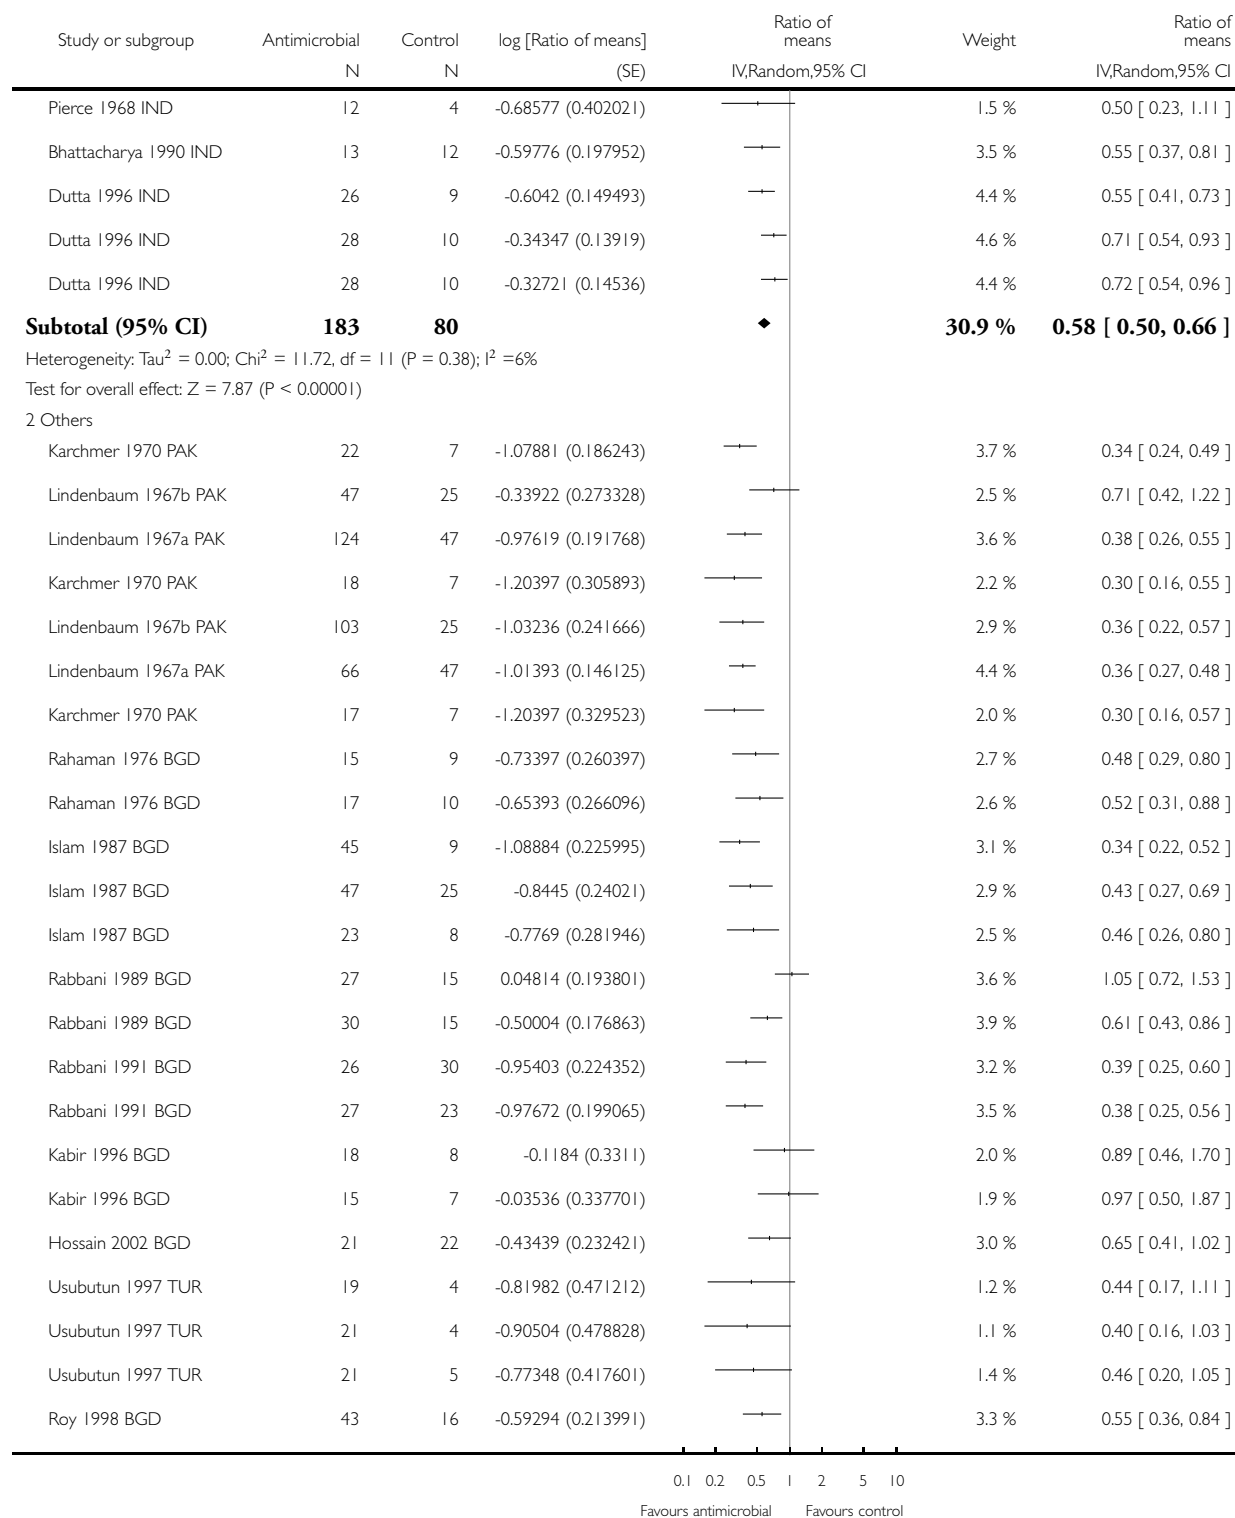 Study or subgroup Antimicrobial Control log [Ratio of means] Ratio of means Weight Ratio of means
N N (SE) IV,Random,95% CI IV,Random,95% CI
Pierce 1968 IND 12 4 -0.68577 (0.402021) 1.5 % 0.50 [ 0.23, 1.11 ]
Bhattacharya 1990 IND 13 12 -0.59776 (0.197952) 3.5 % 0.55 [ 0.37, 0.81 ]
Dutta 1996 IND 26 9 -0.6042 (0.149493) 4.4 % 0.55 [ 0.41, 0.73 ]
Dutta 1996 IND 28 10 -0.34347 (0.13919) 4.6 % 0.71 [ 0.54, 0.93 ]
Dutta 1996 IND 28 10 -0.32721 (0.14536) 4.4 % 0.72 [ 0.54, 0.96 ]
Subtotal (95% CI) 183 80 30.9 % 0.58 [ 0.50, 0.66 ]
Heterogeneity: Tau² = 0.00; Chi² = 11.72, df = 11 (P = 0.38); I² =6%
Test for overall effect: Z = 7.87 (P < 0.00001)
2 Others
Karchmer 1970 PAK 22 7 -1.07881 (0.186243) 3.7 % 0.34 [ 0.24, 0.49 ]
Lindenbaum 1967b PAK 47 25 -0.33922 (0.273328) 2.5 % 0.71 [ 0.42, 1.22 ]
Lindenbaum 1967a PAK 124 47 -0.97619 (0.191768) 3.6 % 0.38 [ 0.26, 0.55 ]
Karchmer 1970 PAK 18 7 -1.20397 (0.305893) 2.2 % 0.30 [ 0.16, 0.55 ]
Lindenbaum 1967b PAK 103 25 -1.03236 (0.241666) 2.9 % 0.36 [ 0.22, 0.57 ]
Lindenbaum 1967a PAK 66 47 -1.01393 (0.146125) 4.4 % 0.36 [ 0.27, 0.48 ]
Karchmer 1970 PAK 17 7 -1.20397 (0.329523) 2.0 % 0.30 [ 0.16, 0.57 ]
Rahaman 1976 BGD 15 9 -0.73397 (0.260397) 2.7 % 0.48 [ 0.29, 0.80 ]
Rahaman 1976 BGD 17 10 -0.65393 (0.266096) 2.6 % 0.52 [ 0.31, 0.88 ]
Islam 1987 BGD 45 9 -1.08884 (0.225995) 3.1 % 0.34 [ 0.22, 0.52 ]
Islam 1987 BGD 47 25 -0.8445 (0.24021) 2.9 % 0.43 [ 0.27, 0.69 ]
Islam 1987 BGD 23 8 -0.7769 (0.281946) 2.5 % 0.46 [ 0.26, 0.80 ]
Rabbani 1989 BGD 27 15 0.04814 (0.193801) 3.6 % 1.05 [ 0.72, 1.53 ]
Rabbani 1989 BGD 30 15 -0.50004 (0.176863) 3.9 % 0.61 [ 0.43, 0.86 ]
Rabbani 1991 BGD 26 30 -0.95403 (0.224352) 3.2 % 0.39 [ 0.25, 0.60 ]
Rabbani 1991 BGD 27 23 -0.97672 (0.199065) 3.5 % 0.38 [ 0.25, 0.56 ]
Kabir 1996 BGD 18 8 -0.1184 (0.3311) 2.0 % 0.89 [ 0.46, 1.70 ]
Kabir 1996 BGD 15 7 -0.03536 (0.337701) 1.9 % 0.97 [ 0.50, 1.87 ]
Hossain 2002 BGD 21 22 -0.43439 (0.232421) 3.0 % 0.65 [ 0.41, 1.02 ]
Usubutun 1997 TUR 19 4 -0.81982 (0.471212) 1.2 % 0.44 [ 0.17, 1.11 ]
Usubutun 1997 TUR 21 4 -0.90504 (0.478828) 1.1 % 0.40 [ 0.16, 1.03 ]
Usubutun 1997 TUR 21 5 -0.77348 (0.417601) 1.4 % 0.46 [ 0.20, 1.05 ]
Roy 1998 BGD 43 16 -0.59294 (0.213991) 3.3 % 0.55 [ 0.36, 0.84 ]
0.1 0.2 0.5 1 2 5 10
Favours antimicrobial Favours control